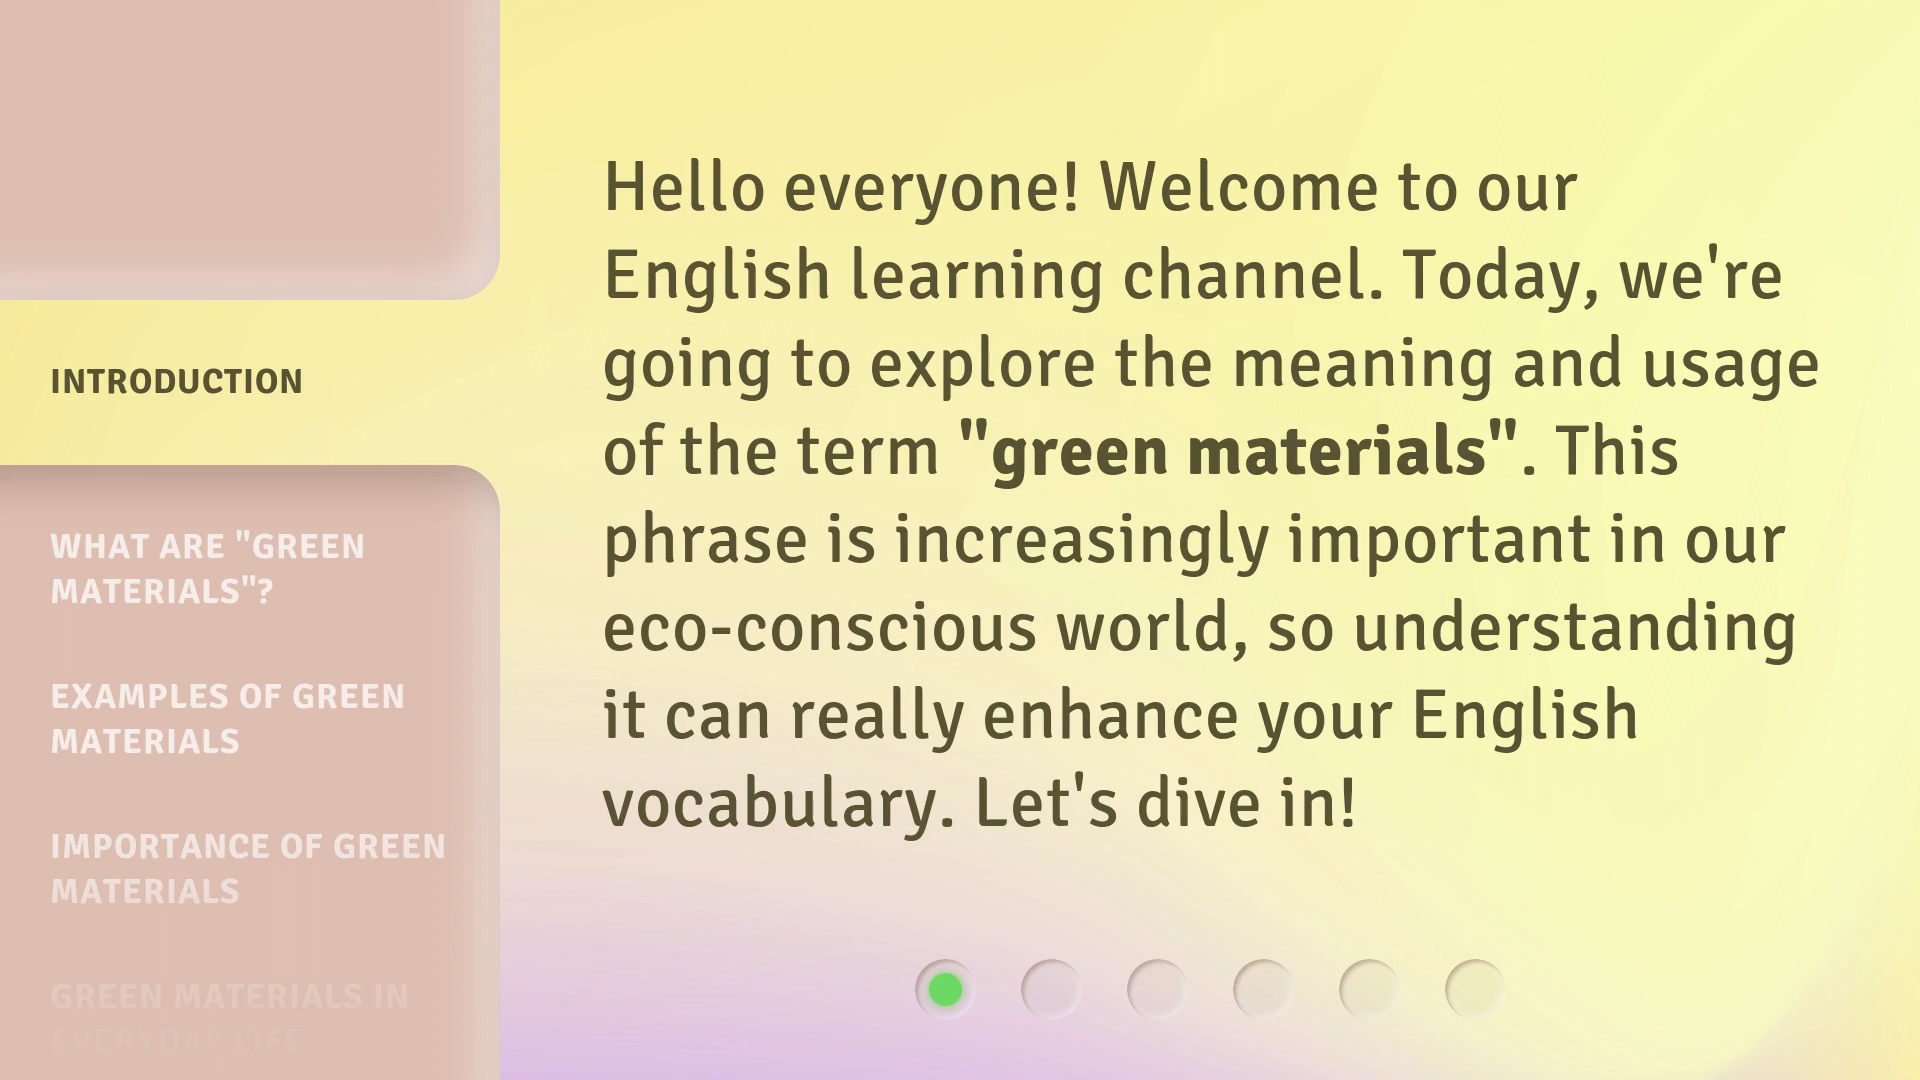 INTRODUCTION
WHAT ARE "GREEN
MATERIALS"?
EXAMPLES OF GREEN
MATERIALS
IMPORTANCE OF GREEN
MATERIALS
GREEN MATERIALS IN
EVERYDAY LIFE
Hello everyone! Welcome to our
English learning channel. Today, we're
going to explore the meaning and usage
of the term "green materials". This
phrase is increasingly important in our
eco-conscious world, so understanding
it can really enhance your English
vocabulary. Let's dive in!